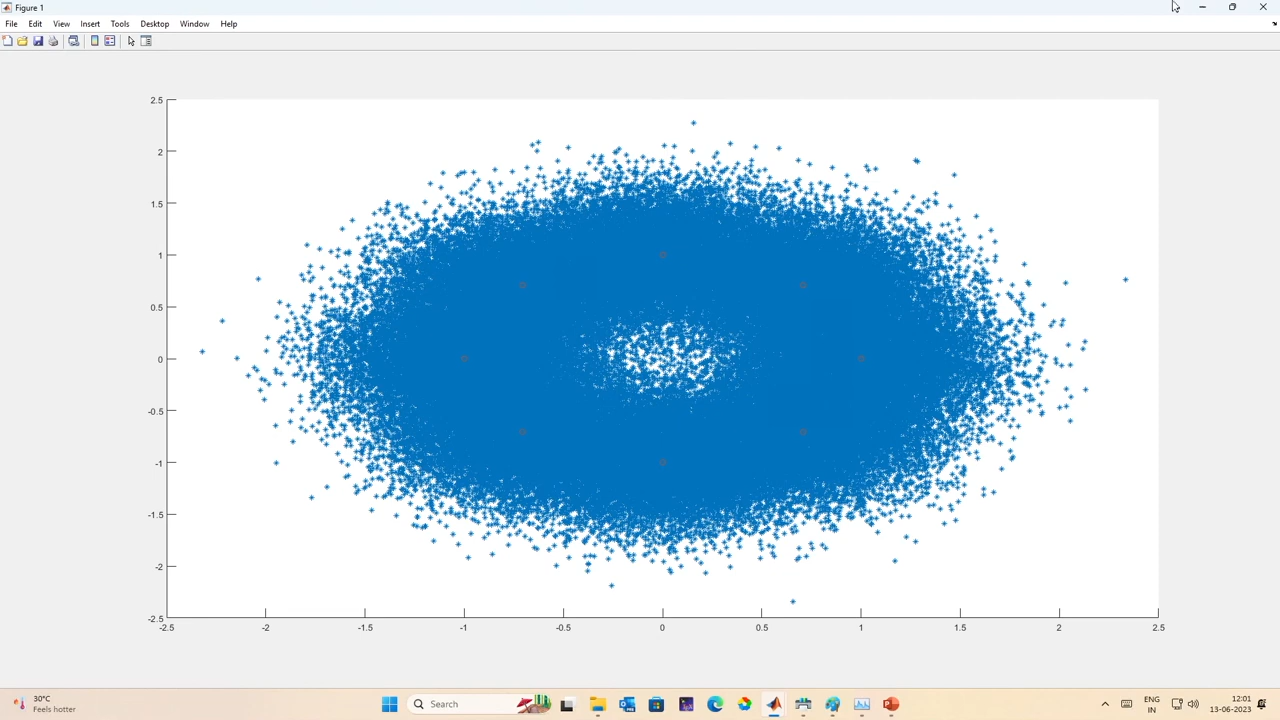 Figure 1
File Edit View Insert Tools Desktop Window Help
2.5
2
1.5
1
0.5
0
-0.5
-1
-1.5
-2
-2.5
-2.5 -2 -1.5 -1 -0.5 0 0.5 1 1.5 2 2.5
30°C
Feels hotter
Search
ENG
IN
12:01
13-06-2023